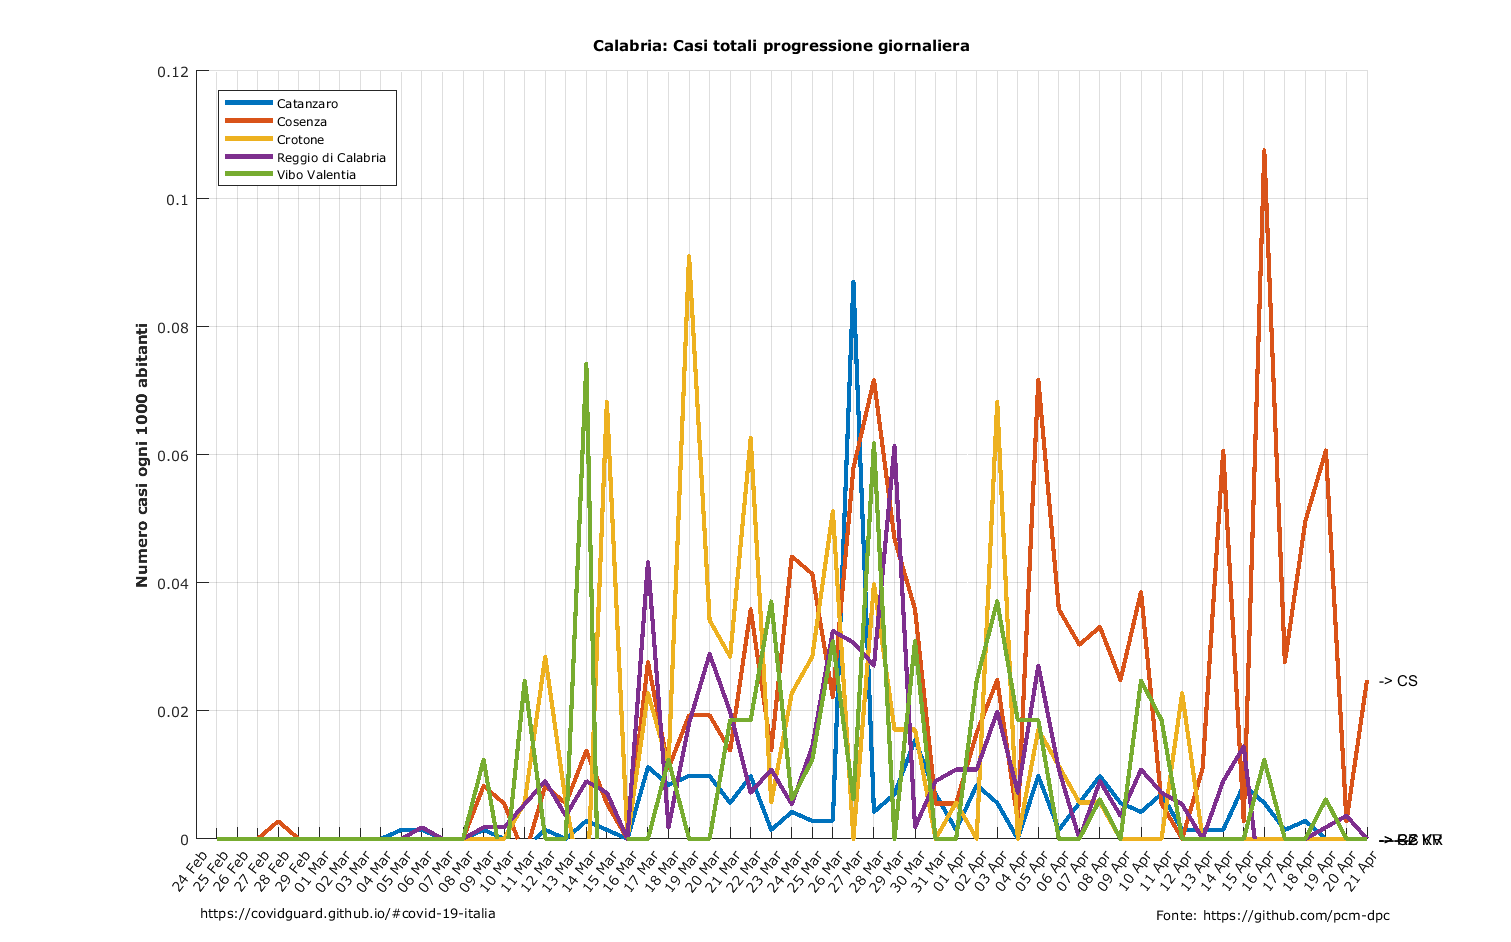 Calabria: Casi totali progressione giornaliera
Numero casi ogni 1000 abitanti
0.12
0.1
0.08
0.06
0.04
0.02
0
Catanzaro
Cosenza
Crotone
Reggio di Calabria
Vibo Valentia
-> CS
24 Feb
25 Feb
26 Feb
27 Feb
28 Feb
29 Feb
01 Mar
02 Mar
03 Mar
04 Mar
05 Mar
06 Mar
07 Mar
08 Mar
09 Mar
10 Mar
11 Mar
12 Mar
13 Mar
14 Mar
15 Mar
16 Mar
17 Mar
18 Mar
19 Mar
20 Mar
21 Mar
22 Mar
23 Mar
24 Mar
25 Mar
26 Mar
27 Mar
28 Mar
29 Mar
30 Mar
31 Mar
01 Apr
02 Apr
03 Apr
04 Apr
05 Apr
06 Apr
07 Apr
08 Apr
09 Apr
10 Apr
11 Apr
12 Apr
13 Apr
14 Apr
15 Apr
16 Apr
17 Apr
18 Apr
19 Apr
20 Apr
21 Apr
https://covidguard.github.io/#covid-19-italia
Fonte: https://github.com/pcm-dpc